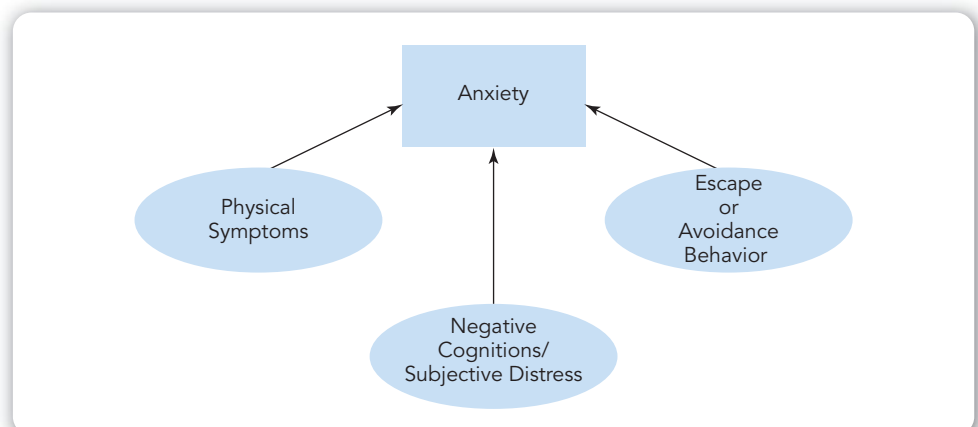 Anxiety
Physical
Symptoms
Escape
or
Avoidance
Behavior
Negative
Cognitions/
Subjective Distress